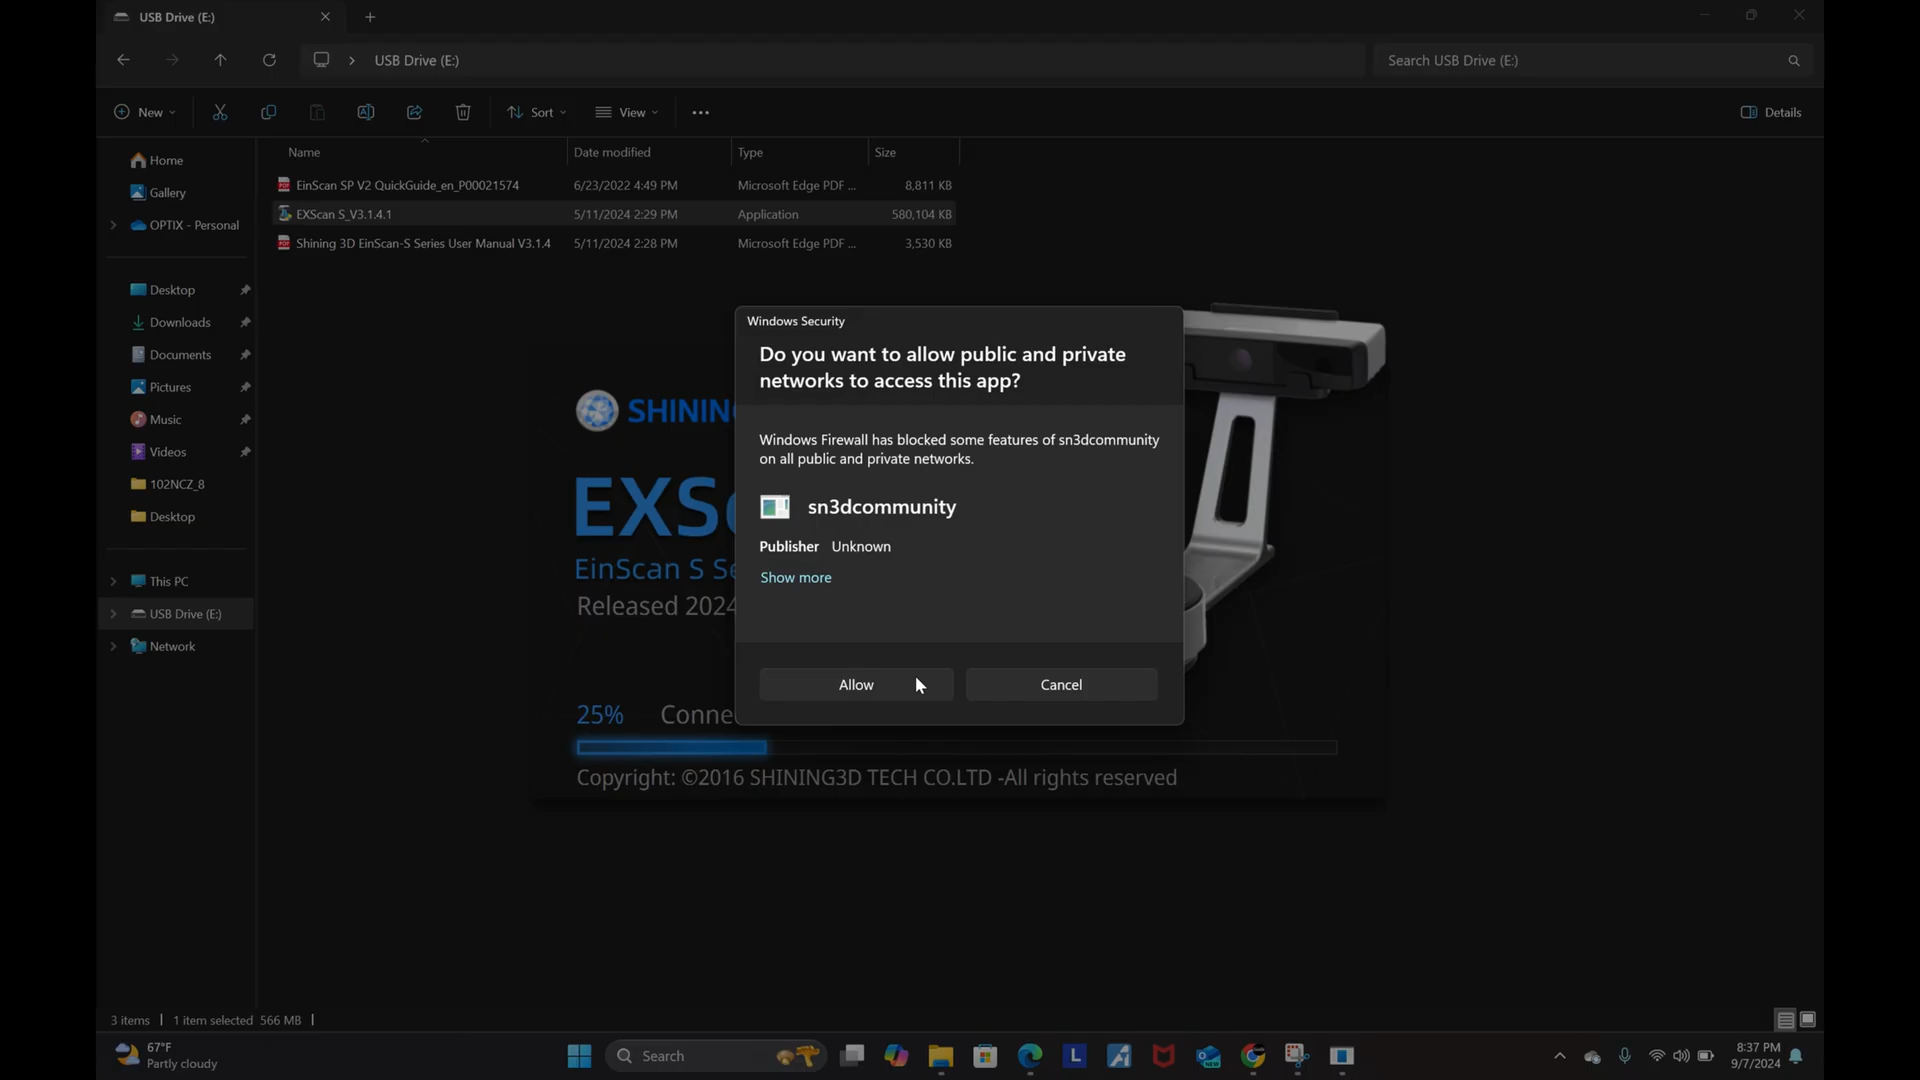 USB Drive (E:)
USB Drive (E:)
Search USB Drive (E:)
New
Sort
View
Details
Name
Date modified
Type
Size
EinScan SP V2 QuickGuide_en_P00021574
6/23/2022 4:49 PM
Microsoft Edge PDF ...
8,811 KB
EXScan S_V3.1.4.1
5/11/2024 2:29 PM
Application
580,104 KB
Shining 3D EinScan-S Series User Manual V3.1.4
5/11/2024 2:28 PM
Microsoft Edge PDF ...
3,530 KB
Home
Gallery
OPTIX - Personal
Desktop
Downloads
Documents
Pictures
Music
Videos
102NCZ_8
Desktop
This PC
USB Drive (E:)
Network
Windows Security
Do you want to allow public and private
networks to access this app?
Windows Firewall has blocked some features of sn3dcommunity
on all public and private networks.
sn3dcommunity
Publisher Unknown
Show more
Allow
Cancel
SHINING
EXSc
EinScan S Se
Released 2024
25% Conne
Copyright: ©2016 SHINING3D TECH CO.LTD -All rights reserved
3 items
1 item selected 566 MB
67°F
Partly cloudy
Search
8:37 PM
9/7/2024